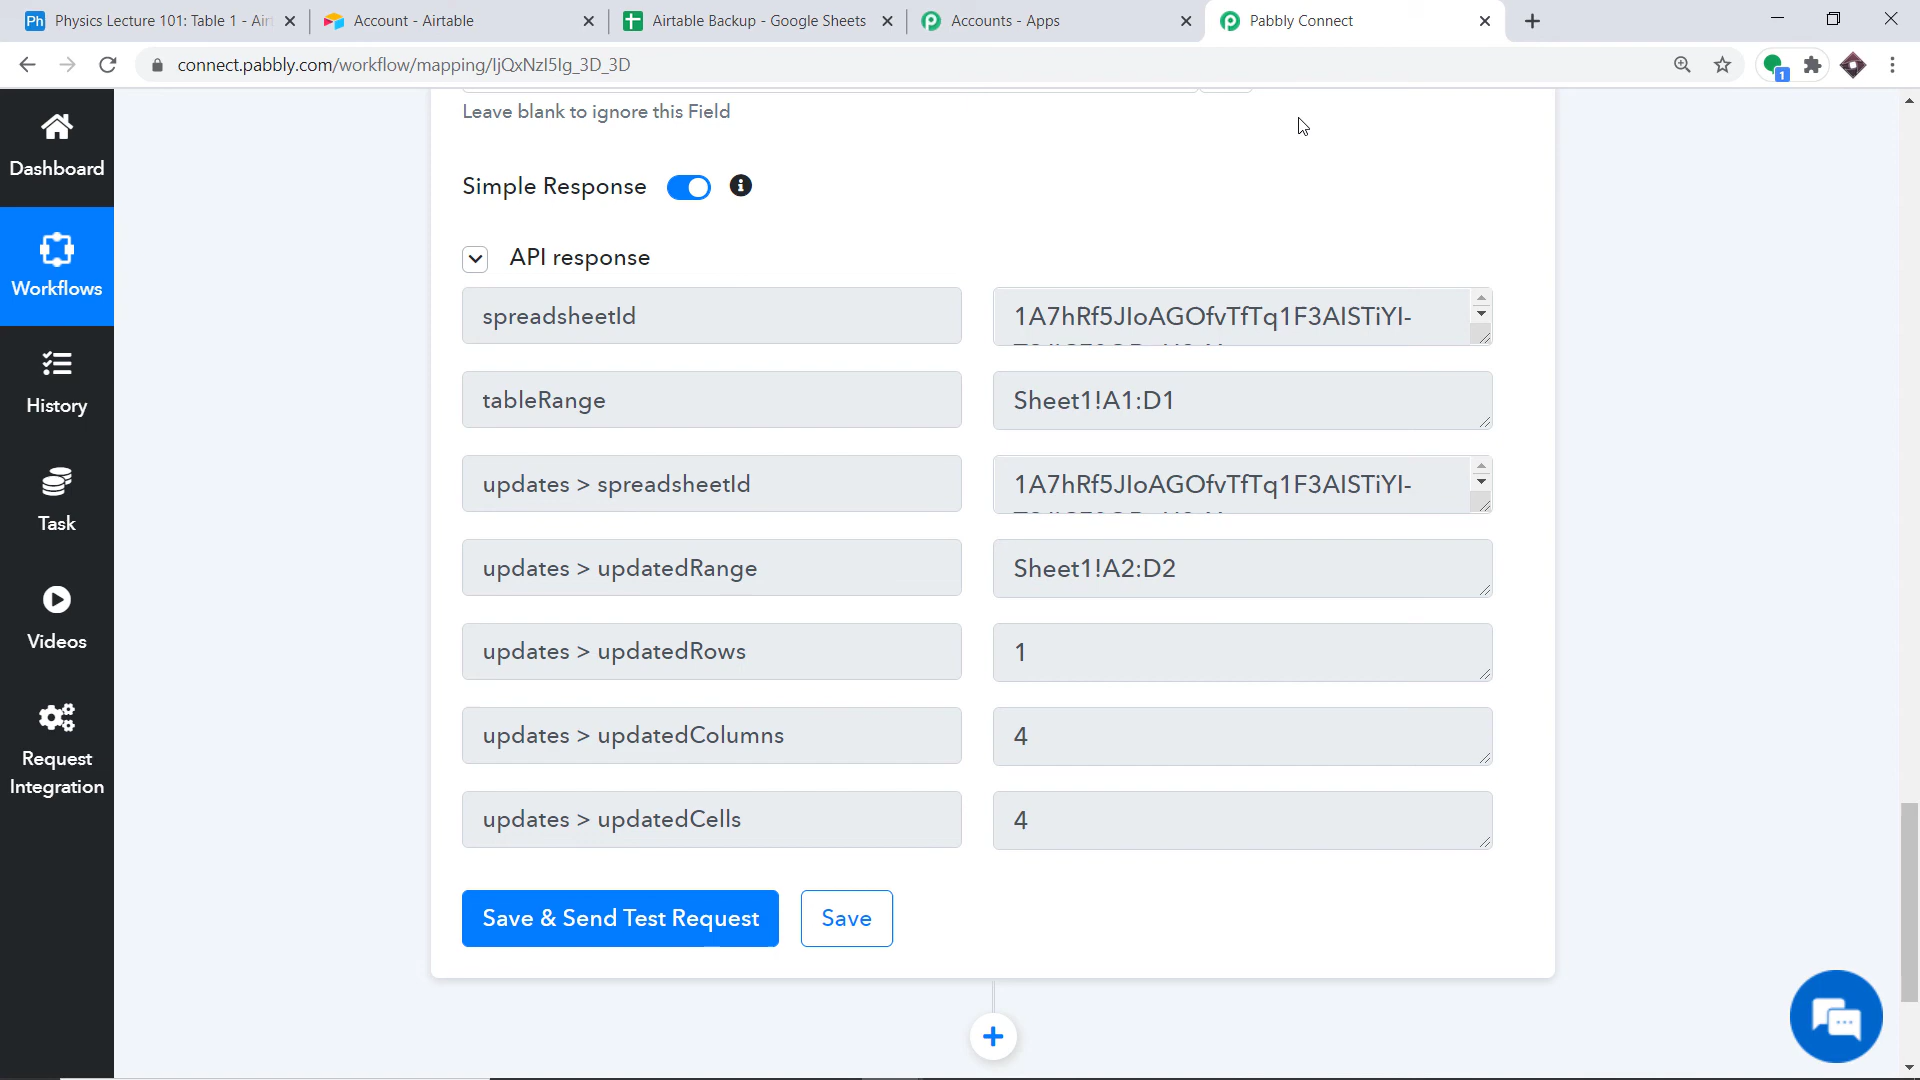 Physics Lecture 101: Table 1 - Air
Account - Airtable
Airtable Backup - Google Sheets
Accounts - Apps
Pabbly Connect
connect.pabbly.com/workflow/mapping/IjQxNzI5Ig_3D_3D
1
Dashboard
Workflows
History
Task
Videos
Request
Integration
Leave blank to ignore this Field
Simple Response
API response
spreadsheetId
1A7hRf5JIoAGOfvTfTq1F3AISTiYI-
tableRange
Sheet1!A1:D1
updates > spreadsheetId
1A7hRf5JIoAGOfvTfTq1F3AISTiYI-
updates > updatedRange
Sheet1!A2:D2
updates > updatedRows
1
updates > updatedColumns
4
updates > updatedCells
4
Save & Send Test Request
Save